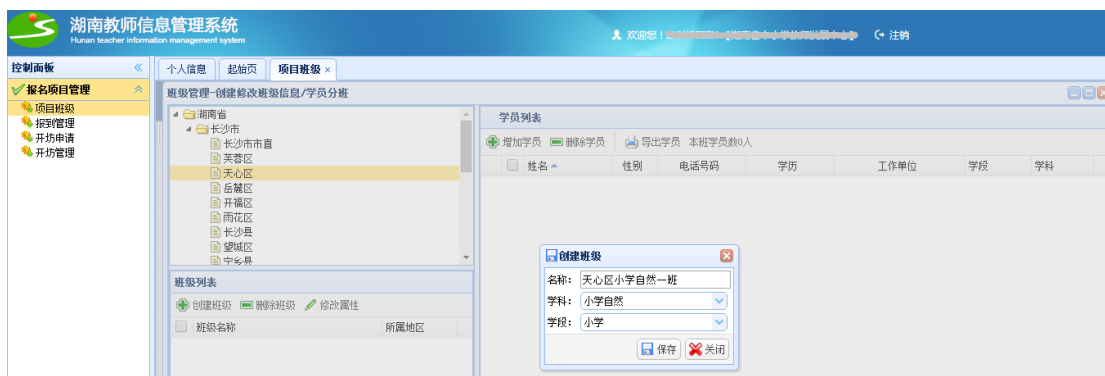 湖南教师信息管理系统
Hunan teacher information management system
欢迎您！
注销
控制面板
个人信息 起始页 项目班级
报名项目管理
项目班级
报到管理
开坊申请
开坊管理
班级管理-创建修改班级信息/学员分班
湖南省
长沙市
长沙市市直
芙蓉区
天心区
岳麓区
开福区
雨花区
长沙县
望城区
宁乡县
班级列表
创建班级 删除班级 修改属性
班级名称 所属地区
学员列表
增加学员 删除学员 导出学员 本班学员数0人
姓名 性别 电话号码 学历 工作单位 学段 学科
创建班级
名称: 天心区小学自然一班
学科: 小学自然
学段: 小学
保存 关闭